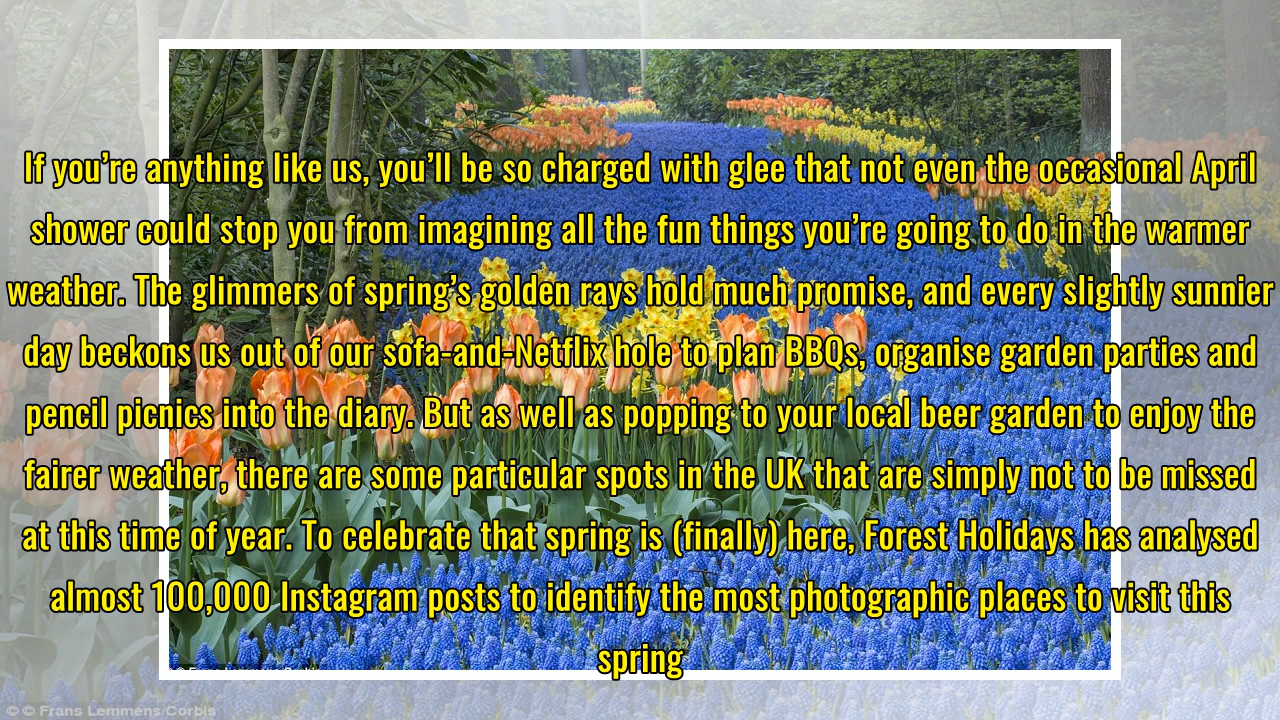 If you’re anything like us, you’ll be so charged with glee that not even the occasional April
shower could stop you from imagining all the fun things you’re going to do in the warmer
weather. The glimmers of spring’s golden rays hold much promise, and every slightly sunnier
day beckons us out of our sofa-and-Netflix hole to plan BBQs, organise garden parties and
pencil picnics into the diary. But as well as popping to your local beer garden to enjoy the
fairer weather, there are some particular spots in the UK that are simply not to be missed
at this time of year. To celebrate that spring is (finally) here, Forest Holidays has analysed
almost 100,000 Instagram posts to identify the most photographic places to visit this
spring
© © Frans Lemmens/Corbis